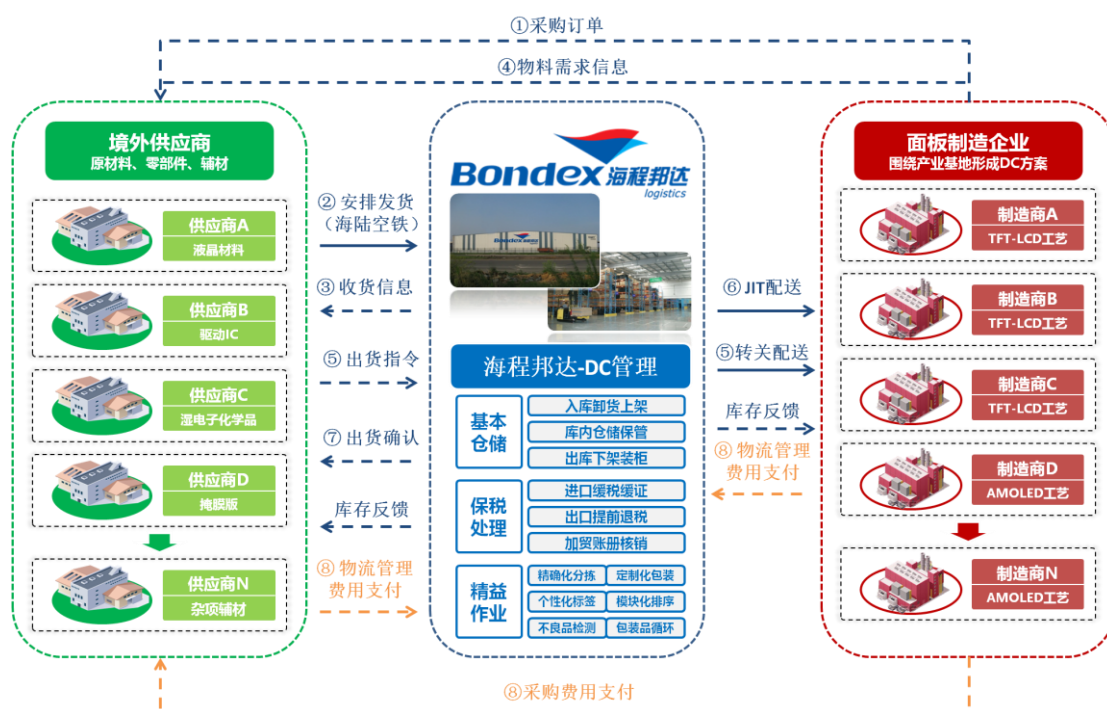 ①采购订单
④物料需求信息
境外供应商
原材料、零部件、辅材
供应商A
液晶材料
供应商B
驱动IC
供应商C
湿电子化学品
供应商D
掩膜版
供应商N
杂项辅材
②安排发货
（海陆空铁）
③收货信息
⑤出货指令
⑦出货确认
库存反馈
⑧物流管理
费用支付
Bondex海程邦达
logistics
Bondex
海程邦达-DC管理
基本
仓储
入库卸货上架
库内仓储保管
出库下架装柜
保税
处理
进口缓税缓证
出口提前退税
加贸账册核销
精益
作业
精确化分拣
定制化包装
个性化标签
模块化排序
不良品检测
包装品循环
⑥JIT配送
⑤转关配送
库存反馈
⑧物流管理
费用支付
面板制造企业
围绕产业基地形成DC方案
制造商A
TFT-LCD工艺
制造商B
TFT-LCD工艺
制造商C
TFT-LCD工艺
制造商D
AMOLED工艺
制造商N
AMOLED工艺
⑧采购费用支付